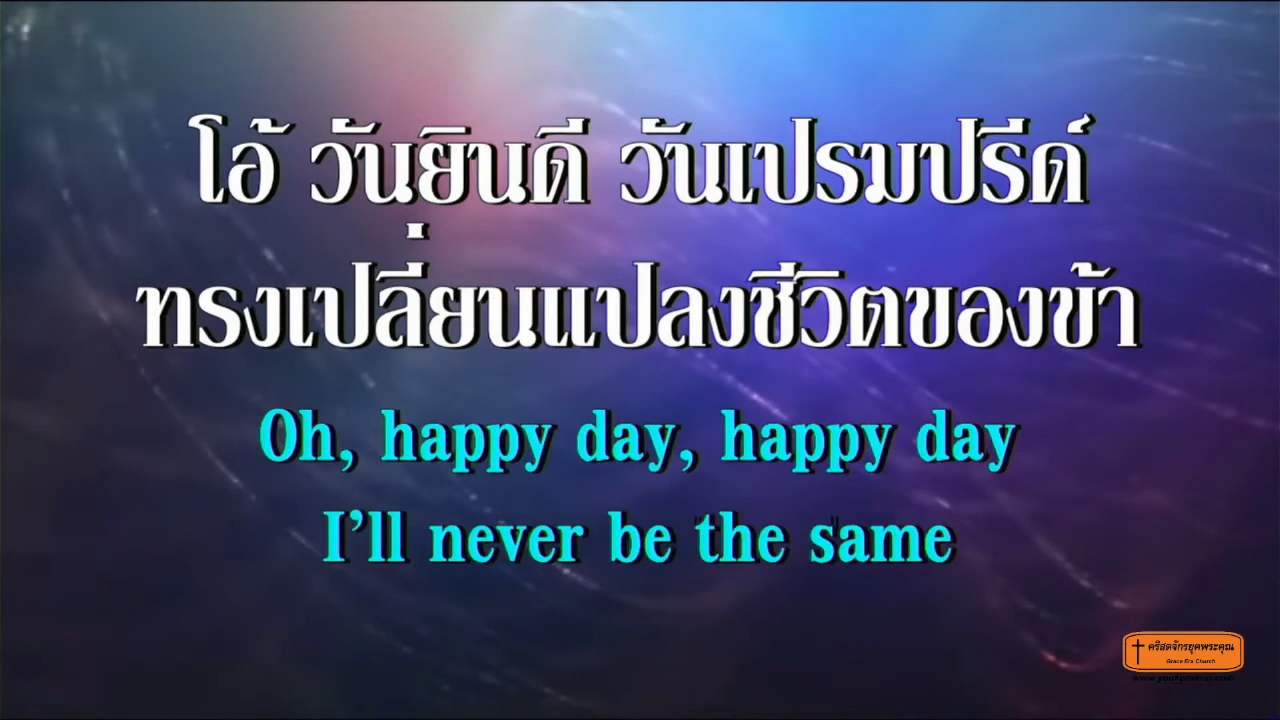 โอ้ วันยินดี วันเปรมปรีด์
ทรงเปลี่ยนแปลงชีวิตของข้า
Oh, happy day, happy day
I'll never be the same
คริสตจักรยุคพระคุณ
Grace Era Church